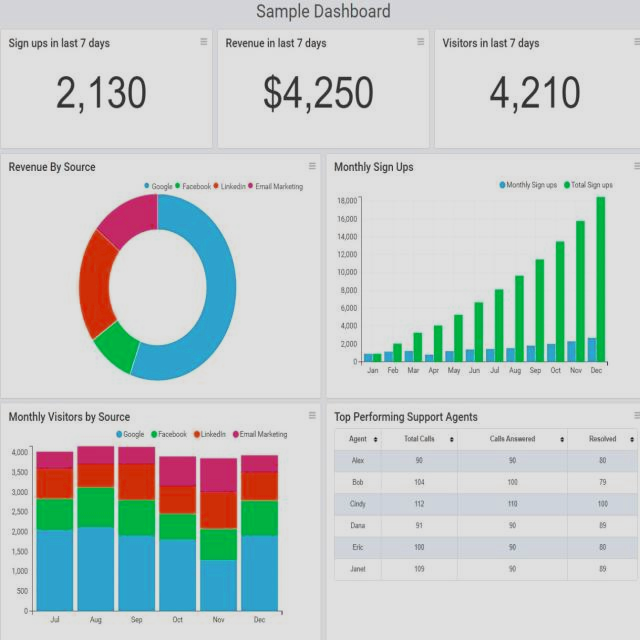 Sample Dashboard
Sign ups in last 7 days
2,130
Revenue in last 7 days
$4,250
Visitors in last 7 days
4,210
Revenue By Source
Google Facebook Linkedin Email Marketing
Monthly Sign Ups
Monthly Sign ups Total Sign ups
18,000
16,000
14,000
12,000
10,000
8,000
6,000
4,000
2,000
0
Jan Feb Mar Apr May Jun Jul Aug Sep Oct Nov Dec
Monthly Visitors by Source
Google Facebook LinkedIn Email Marketing
4,000
3,500
3,000
2,500
2,000
1,500
1,000
500
0
Jul Aug Sep Oct Nov Dec
Top Performing Support Agents
Agent Total Calls Calls Answered Resolved
Alex 90 90 80
Bob 104 100 79
Cindy 112 110 100
Dana 91 90 89
Eric 100 90 80
Janet 109 90 89